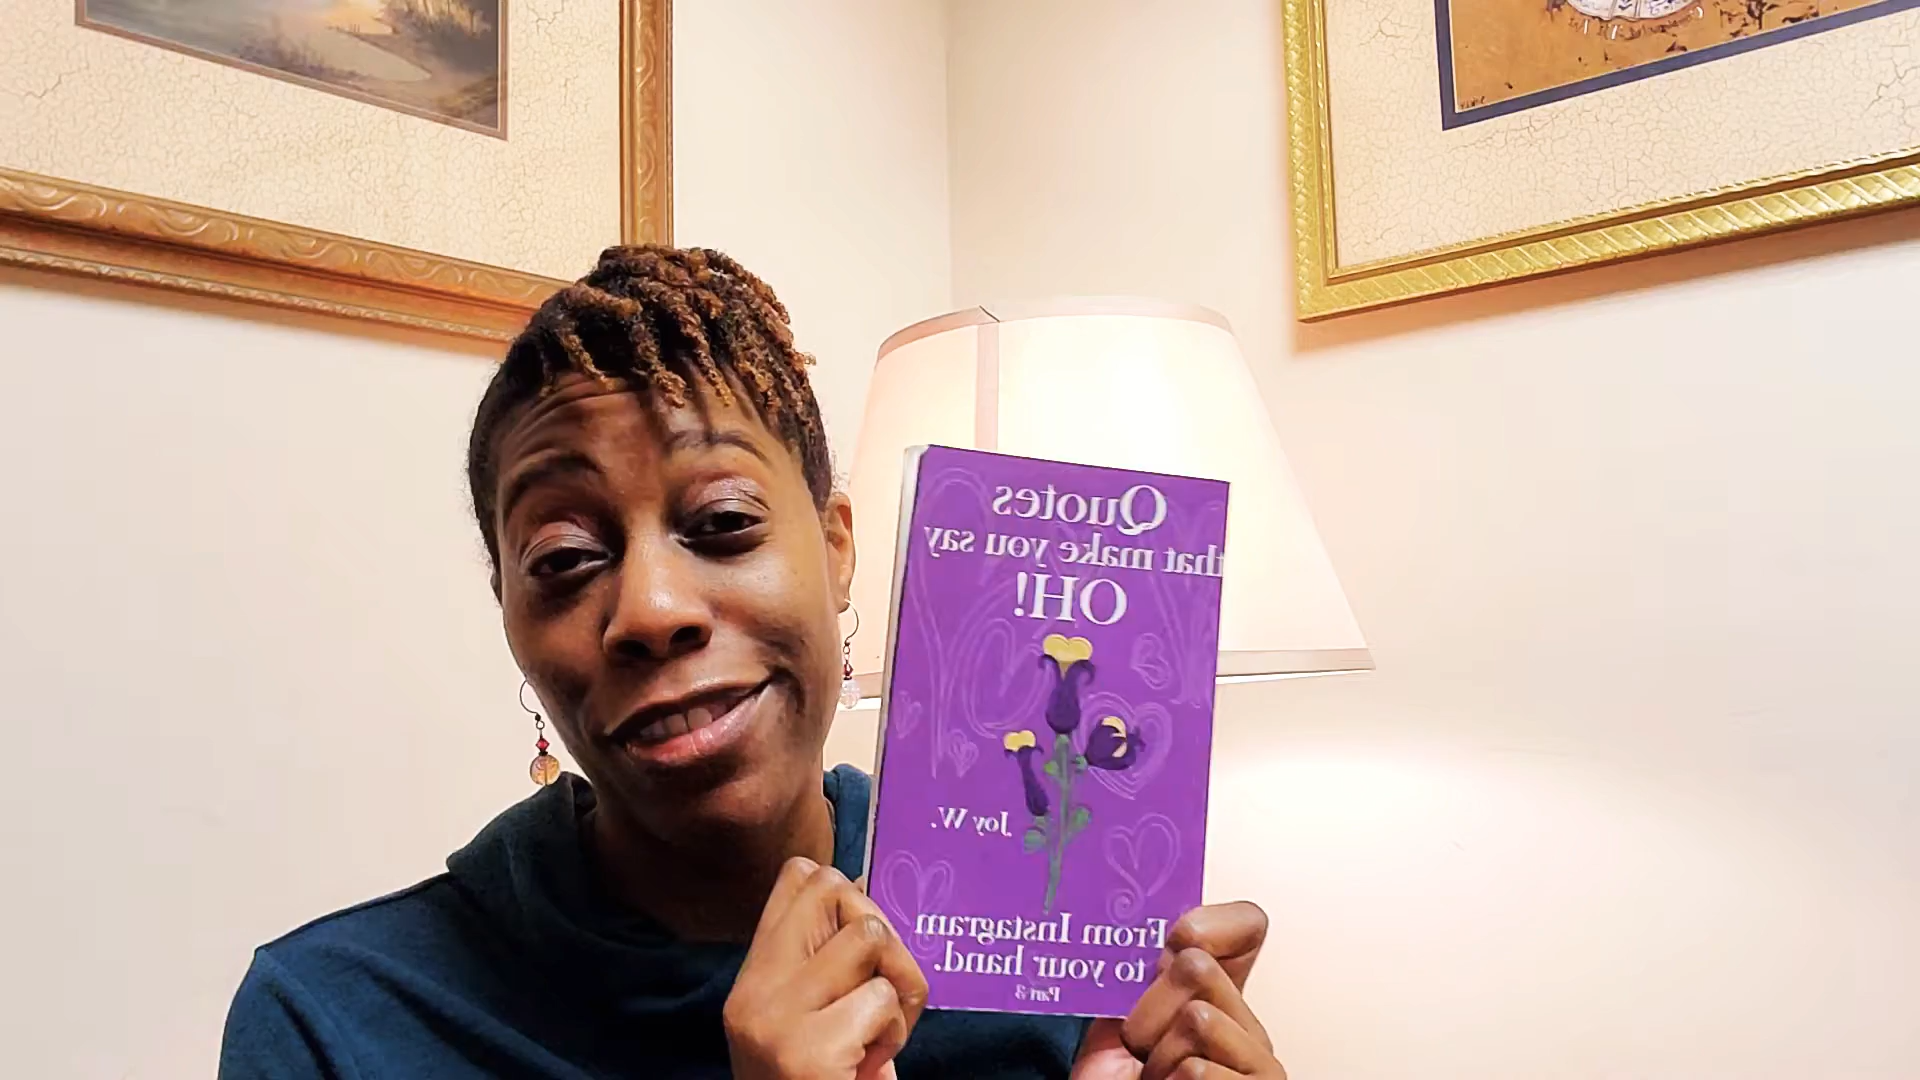 Quotes
that make you say
OH!
Joy W.
From Instagram
to your hand.
Part 3